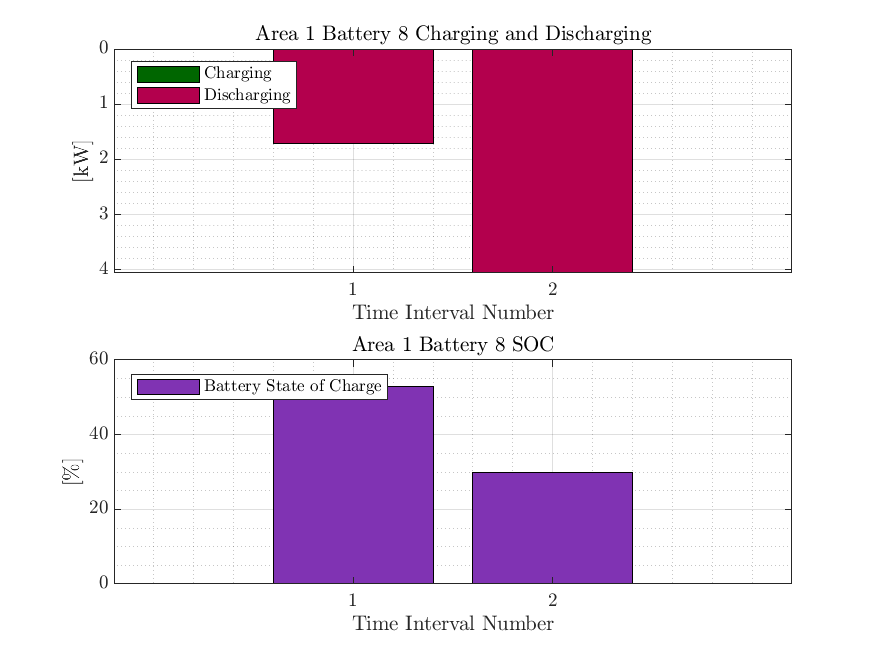 Area 1 Battery 8 Charging and Discharging
0
1
2
3
4
[kW]
Charging
Discharging
1 2
Time Interval Number
Area 1 Battery 8 SOC
60
40
20
0
[%]
Battery State of Charge
1 2
Time Interval Number